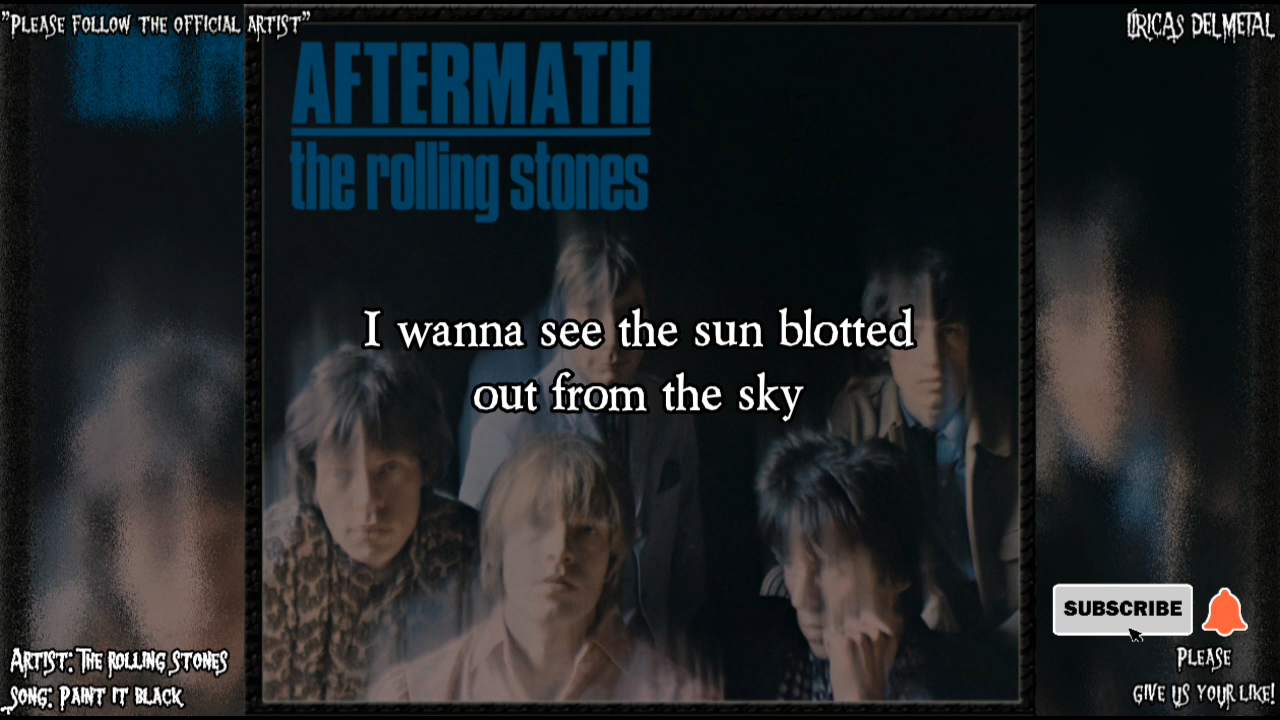 "Please follow the official artist"
Líricas Del Metal
AFTERMATH
the rolling stones
I wanna see the sun blotted
out from the sky
SUBSCRIBE
Please
give us your like!
Artist: The Rolling Stones
Song: Paint it black